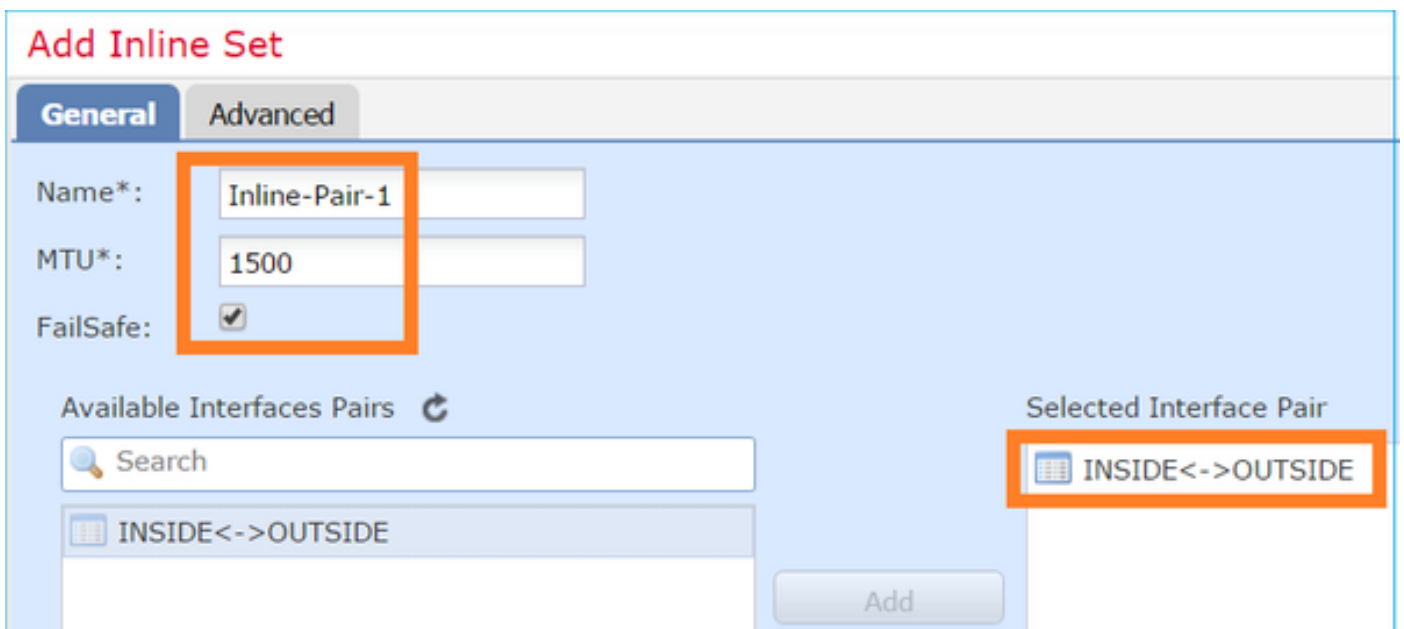 Add Inline Set
General
Advanced
Name*:
Inline-Pair-1
MTU*:
1500
FailSafe:
Available Interfaces Pairs
Search
INSIDE<->OUTSIDE
Add
Selected Interface Pair
INSIDE<->OUTSIDE